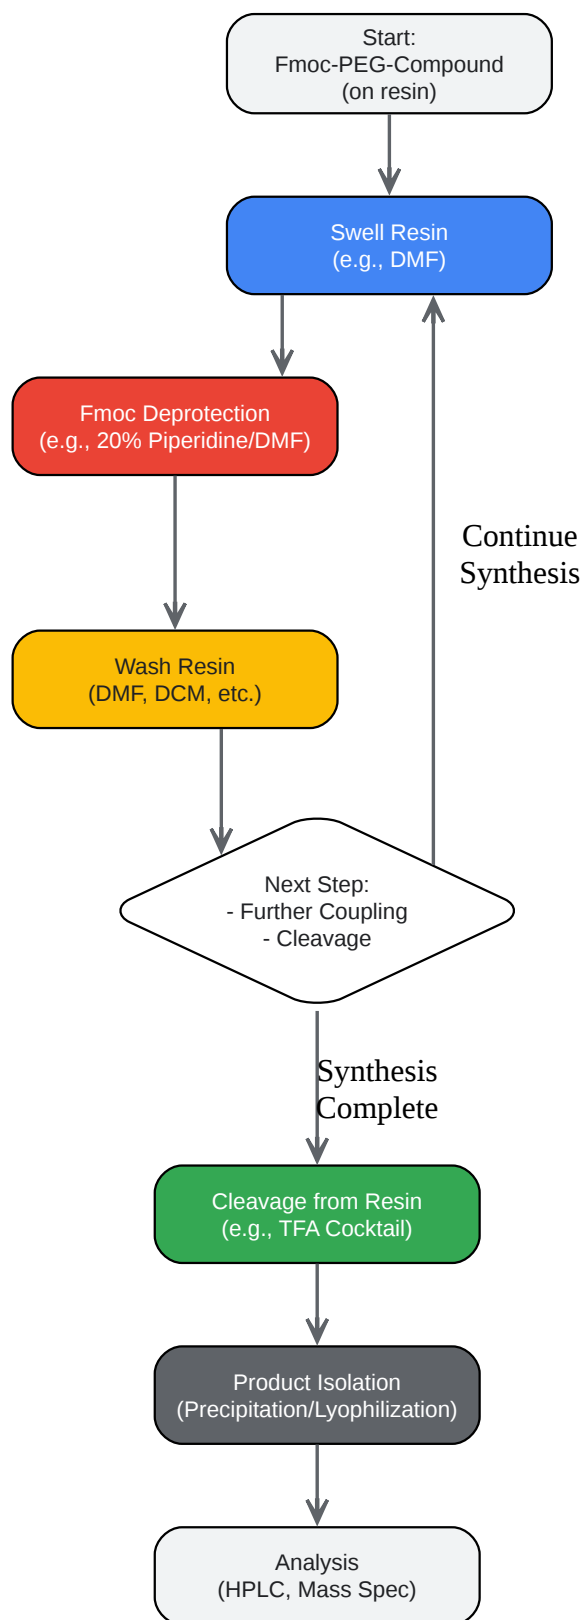 Start:
Fmoc-PEG-Compound
(on resin)
Swell Resin
(e.g., DMF)
Fmoc Deprotection
(e.g., 20% Piperidine/DMF)
Continue
Synthesis
Wash Resin
(DMF, DCM, etc.)
Next Step:
- Further Coupling
- Cleavage
Synthesis
Complete
Cleavage from Resin
(e.g., TFA Cocktail)
Product Isolation
(Precipitation/Lyophilization)
Analysis
(HPLC, Mass Spec)